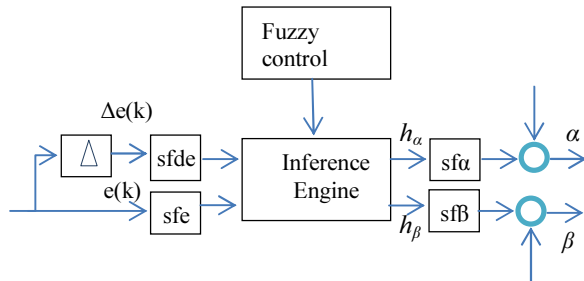 Fuzzy
control
Δe(k)
Δ
sfde
e(k)
sfe
Inference
Engine
hα
sfα
α
hβ
sfβ
β